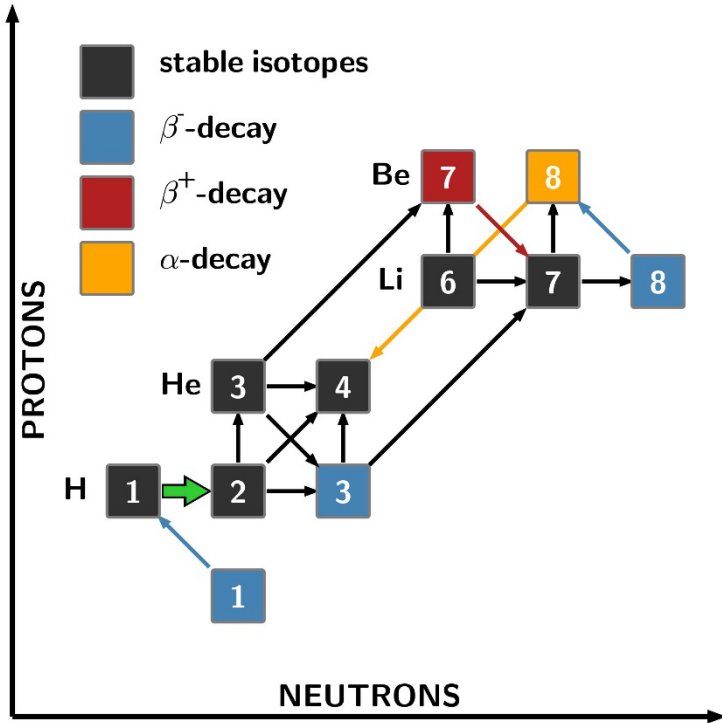 stable isotopes
β⁻-decay
β⁺-decay
α-decay
Be 7 8
Li 6 7 8
He 3 4
H 1 2 3
1
PROTONS
NEUTRONS